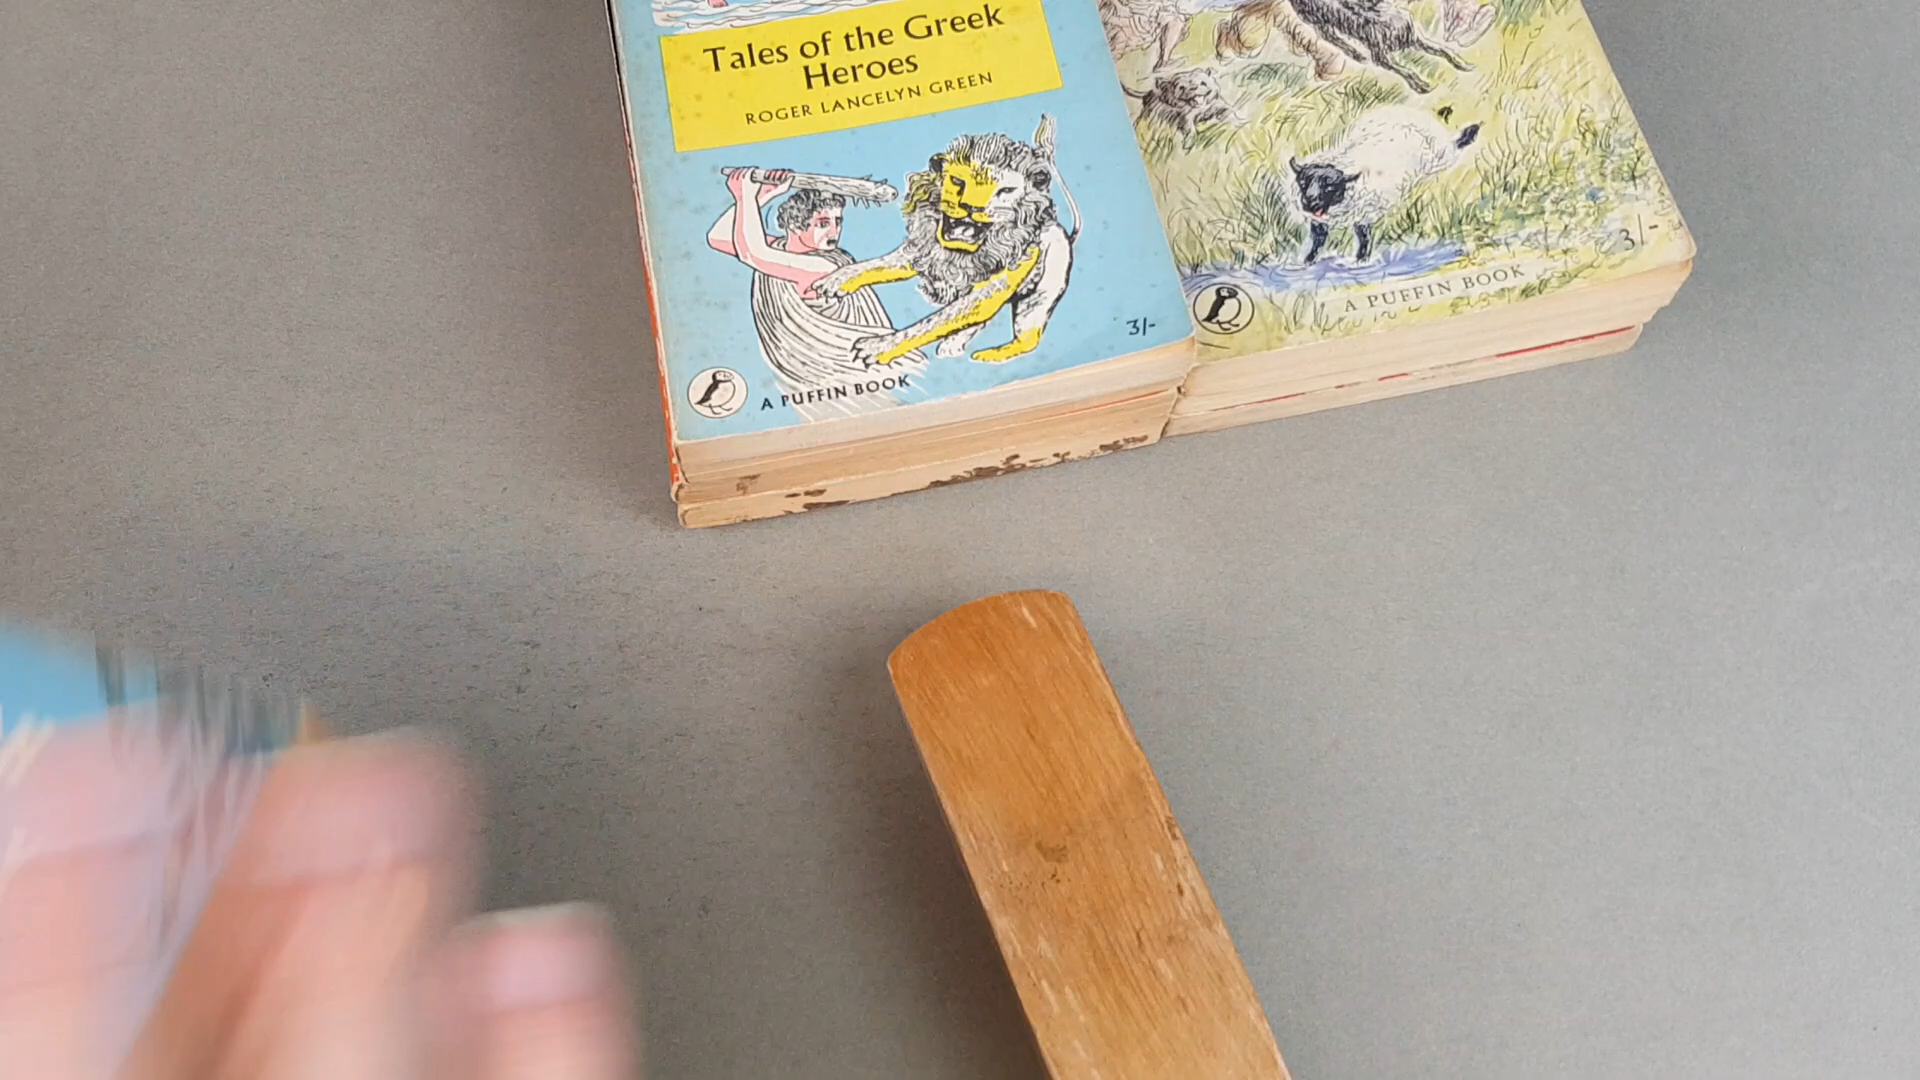 Tales of the Greek
Heroes
ROGER LANCELYN GREEN
3/-
A PUFFIN BOOK
3/-
A PUFFIN BOOK